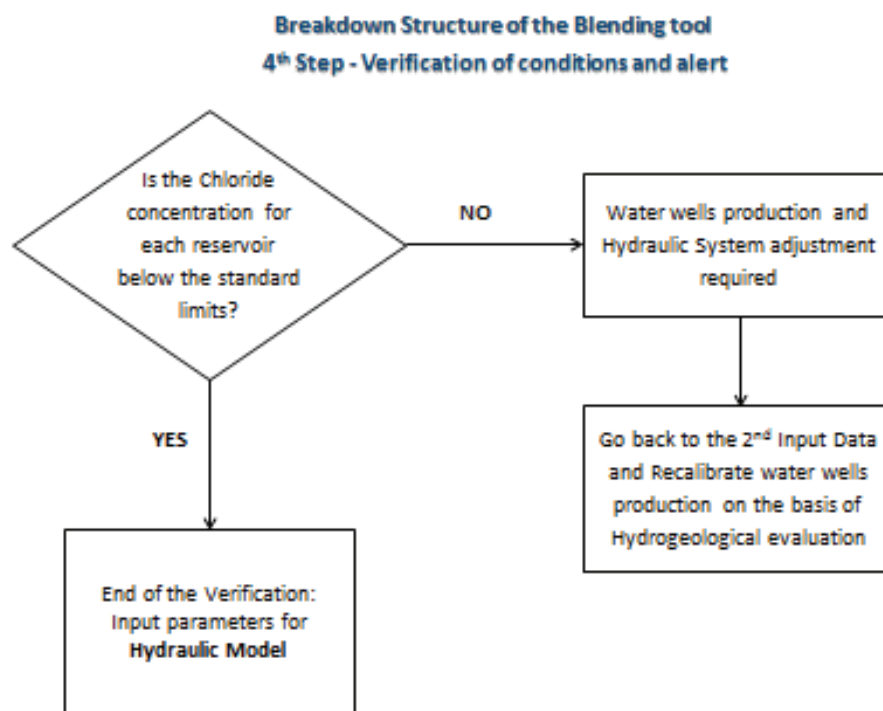 Breakdown Structure of the Blending tool
4th Step - Verification of conditions and alert
Is the Chloride
concentration for
each reservoir
below the standard
limits?
NO
Water wells production and
Hydraulic System adjustment
required
YES
Go back to the 2nd Input Data
and Recalibrate water wells
production on the basis of
Hydrogeological evaluation
End of the Verification:
Input parameters for
Hydraulic Model